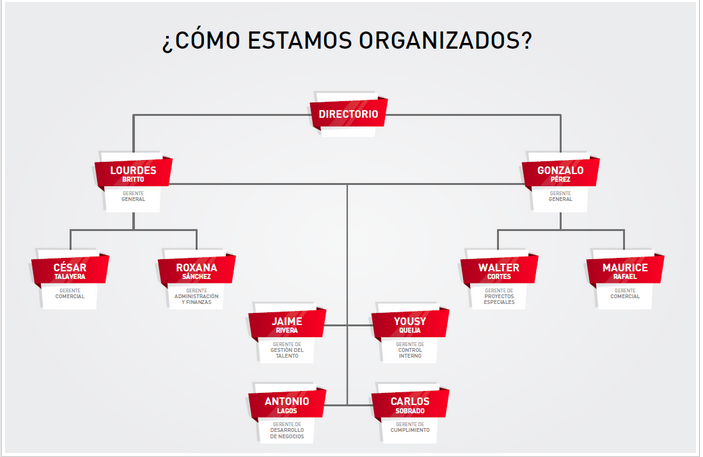 ¿CÓMO ESTAMOS ORGANIZADOS?
DIRECTORIO
LOURDES
BRITTO
GERENTE
GENERAL
GONZALO
PÉREZ
GERENTE
GENERAL
CÉSAR
TALAVERA
GERENTE
COMERCIAL
ROXANA
SÁNCHEZ
GERENTE
ADMINISTRACIÓN
Y FINANZAS
WALTER
CORTES
GERENTE DE
PROYECTOS
ESPECIALES
MAURICE
RAFAEL
GERENTE
COMERCIAL
JAIME
RIVERA
GERENTE DE
GESTIÓN DEL
TALENTO
YOUSY
QUELIA
GERENTE DE
CONTROL
INTERNO
ANTONIO
LAGOS
GERENTE DE
DESARROLLO
DE NEGOCIOS
CARLOS
SOBRADO
GERENTE DE
CUMPLIMIENTO